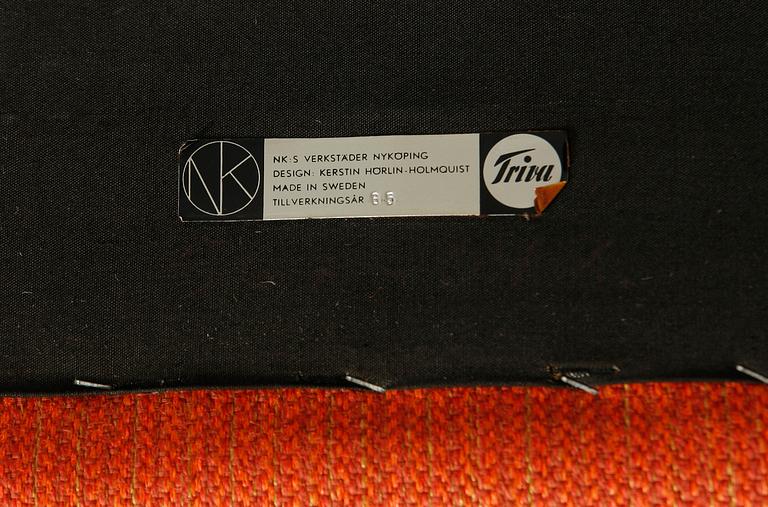 NK
NK:S VERKSTÄDER NYKÖPING
DESIGN: KERSTIN HÖRLIN-HOLMQUIST
MADE IN SWEDEN
TILLVERKNINGSÅR 65
Triva